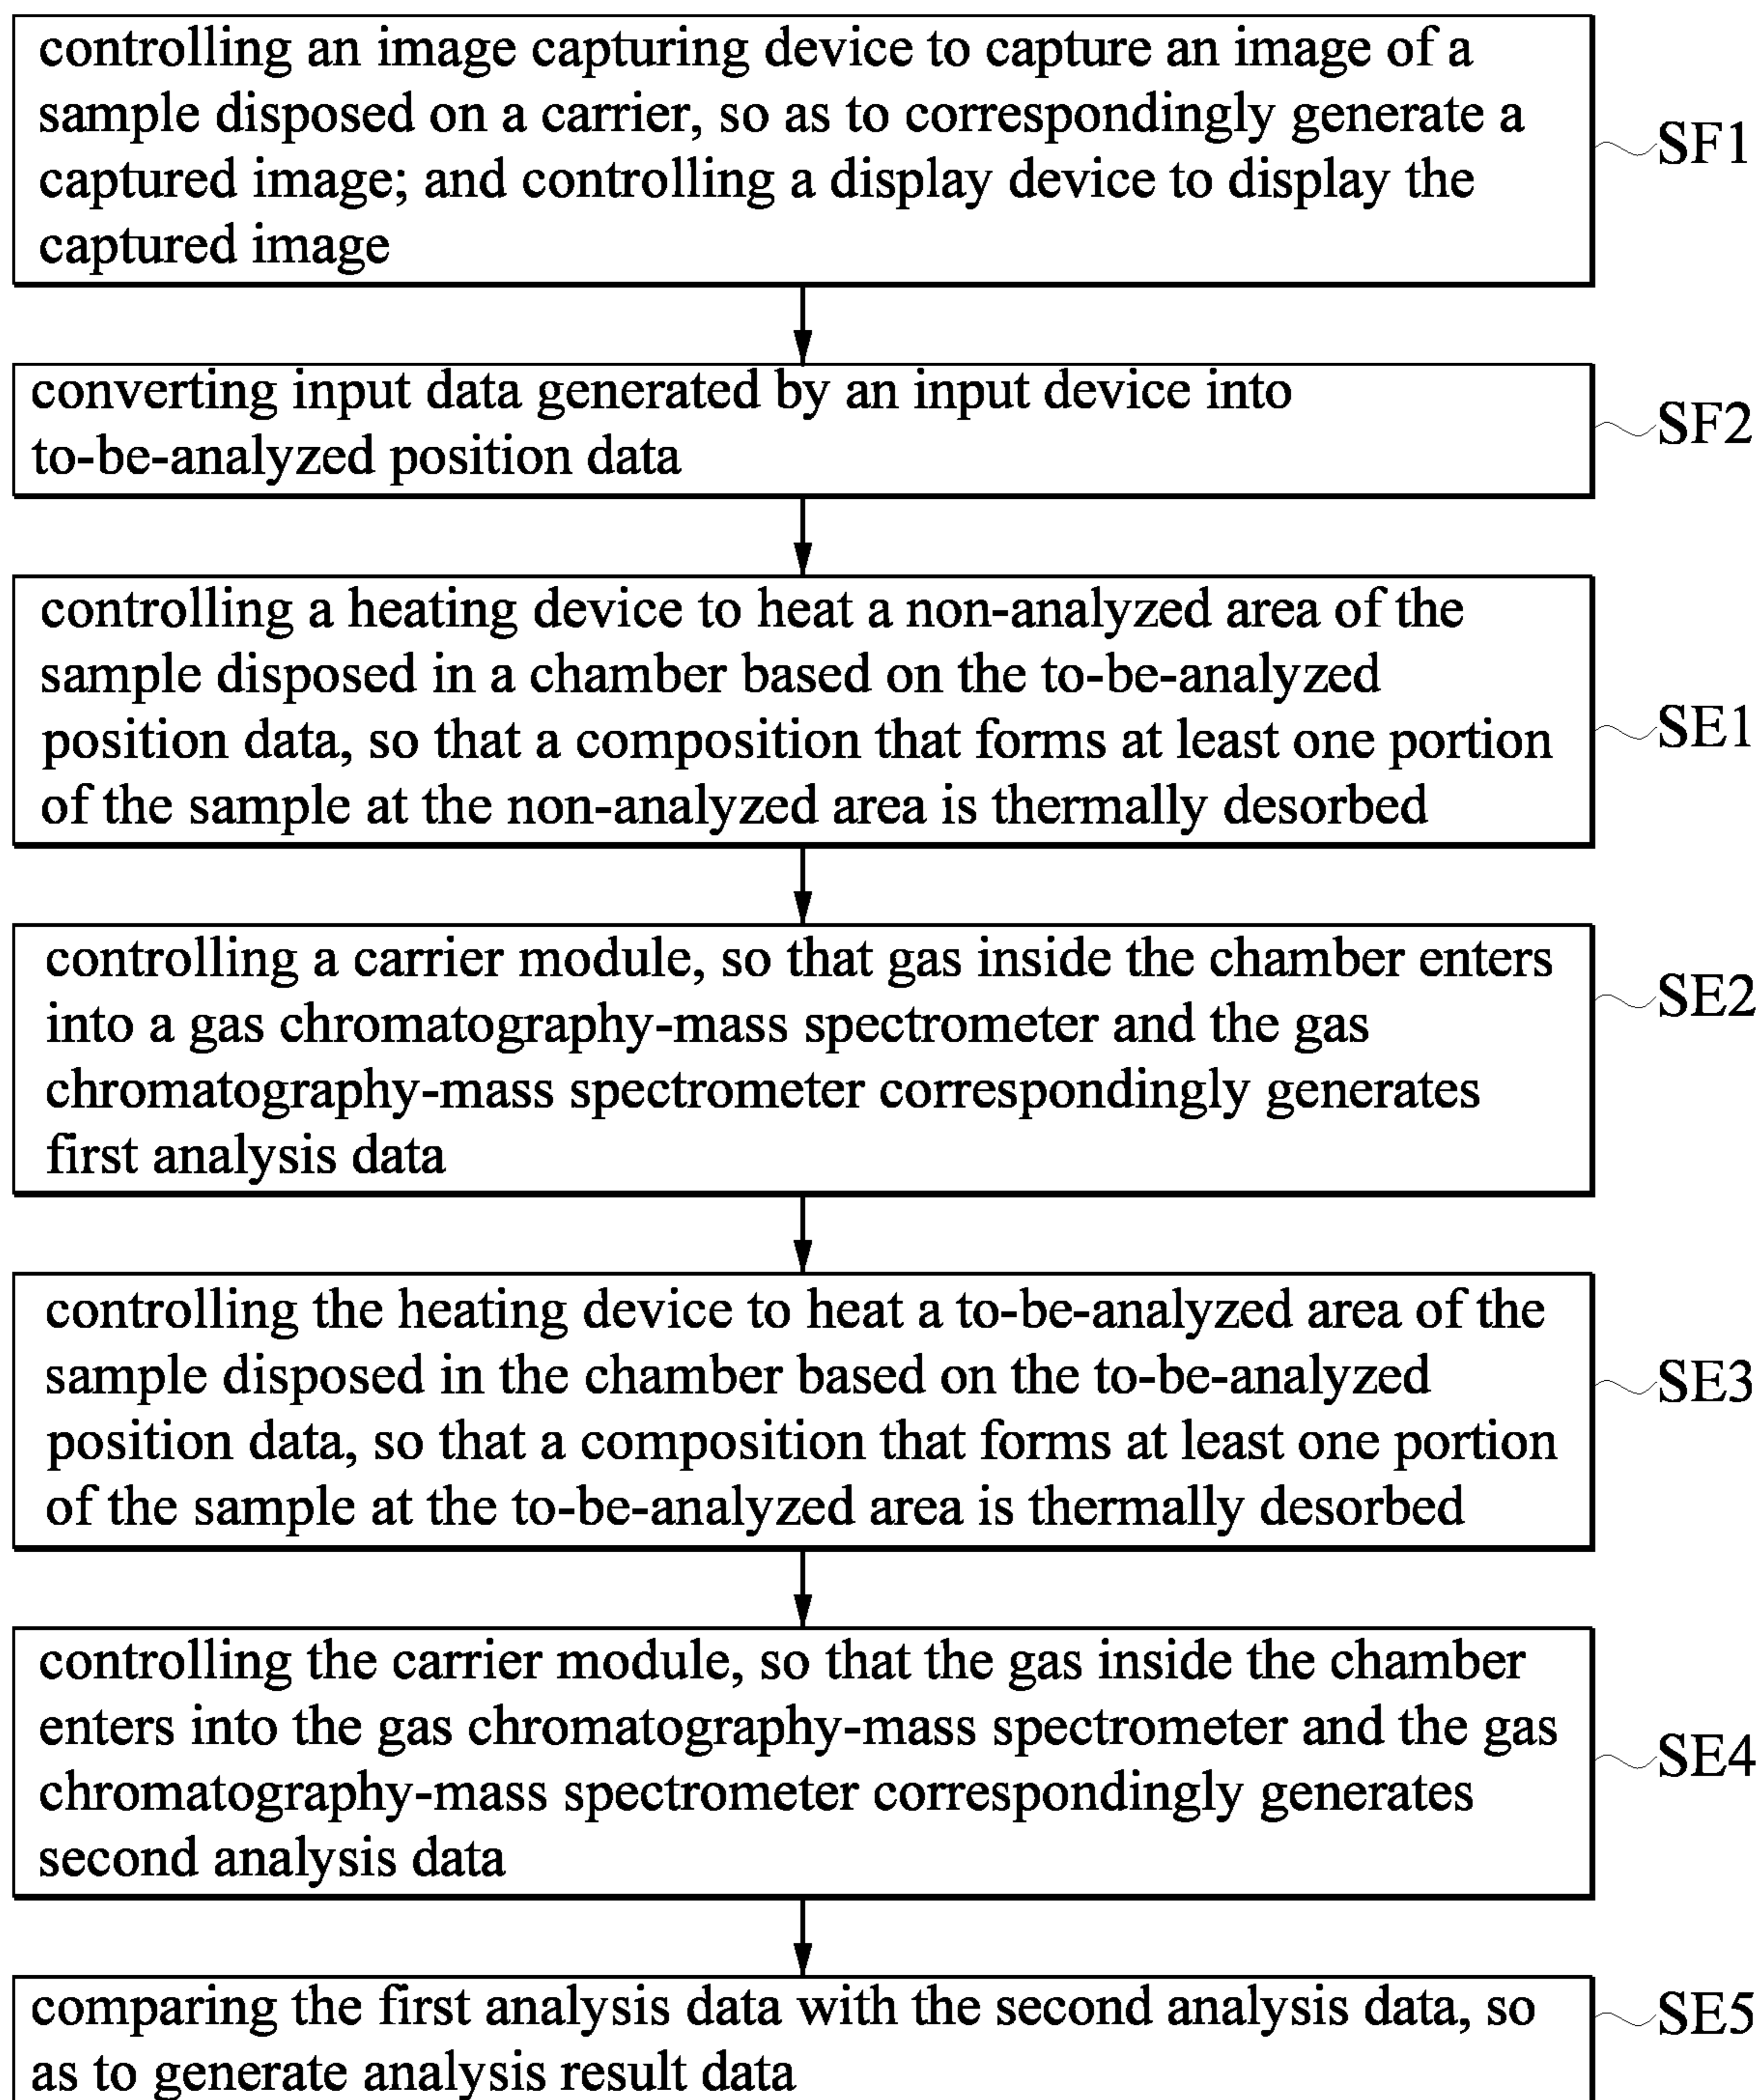 controlling an image capturing device to capture an image of a
sample disposed on a carrier, so as to correspondingly generate a
captured image; and controlling a display device to display the
captured image
SF1
converting input data generated by an input device into
to-be-analyzed position data
SF2
controlling a heating device to heat a non-analyzed area of the
sample disposed in a chamber based on the to-be-analyzed
position data, so that a composition that forms at least one portion
of the sample at the non-analyzed area is thermally desorbed
SE1
controlling a carrier module, so that gas inside the chamber enters
into a gas chromatography-mass spectrometer and the gas
chromatography-mass spectrometer correspondingly generates
first analysis data
SE2
controlling the heating device to heat a to-be-analyzed area of the
sample disposed in the chamber based on the to-be-analyzed
position data, so that a composition that forms at least one portion
of the sample at the to-be-analyzed area is thermally desorbed
SE3
controlling the carrier module, so that the gas inside the chamber
enters into the gas chromatography-mass spectrometer and the gas
chromatography-mass spectrometer correspondingly generates
second analysis data
SE4
comparing the first analysis data with the second analysis data, so
as to generate analysis result data
SE5